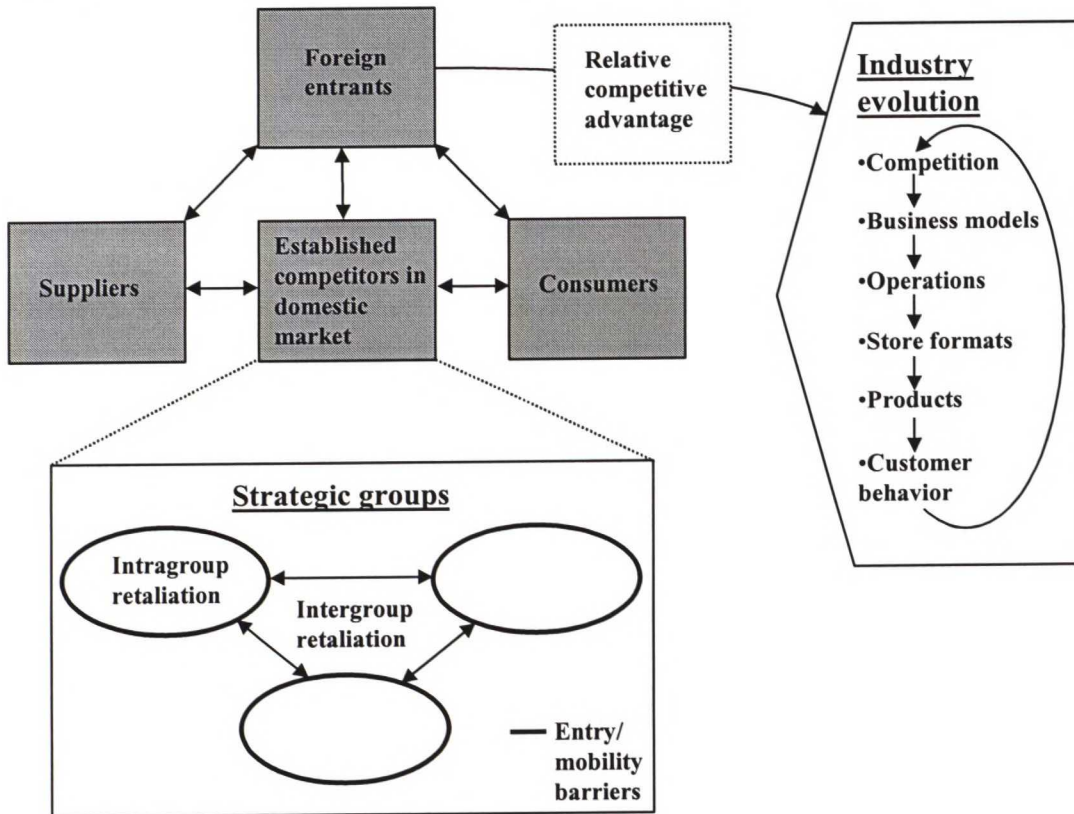 Foreign
entrants
Relative
competitive
advantage
Industry
evolution
•Competition
•Business models
•Operations
•Store formats
•Products
•Customer
behavior
Suppliers
Established
competitors in
domestic
market
Consumers
Strategic groups
Intragroup
retaliation
Intergroup
retaliation
Entry/
mobility
barriers